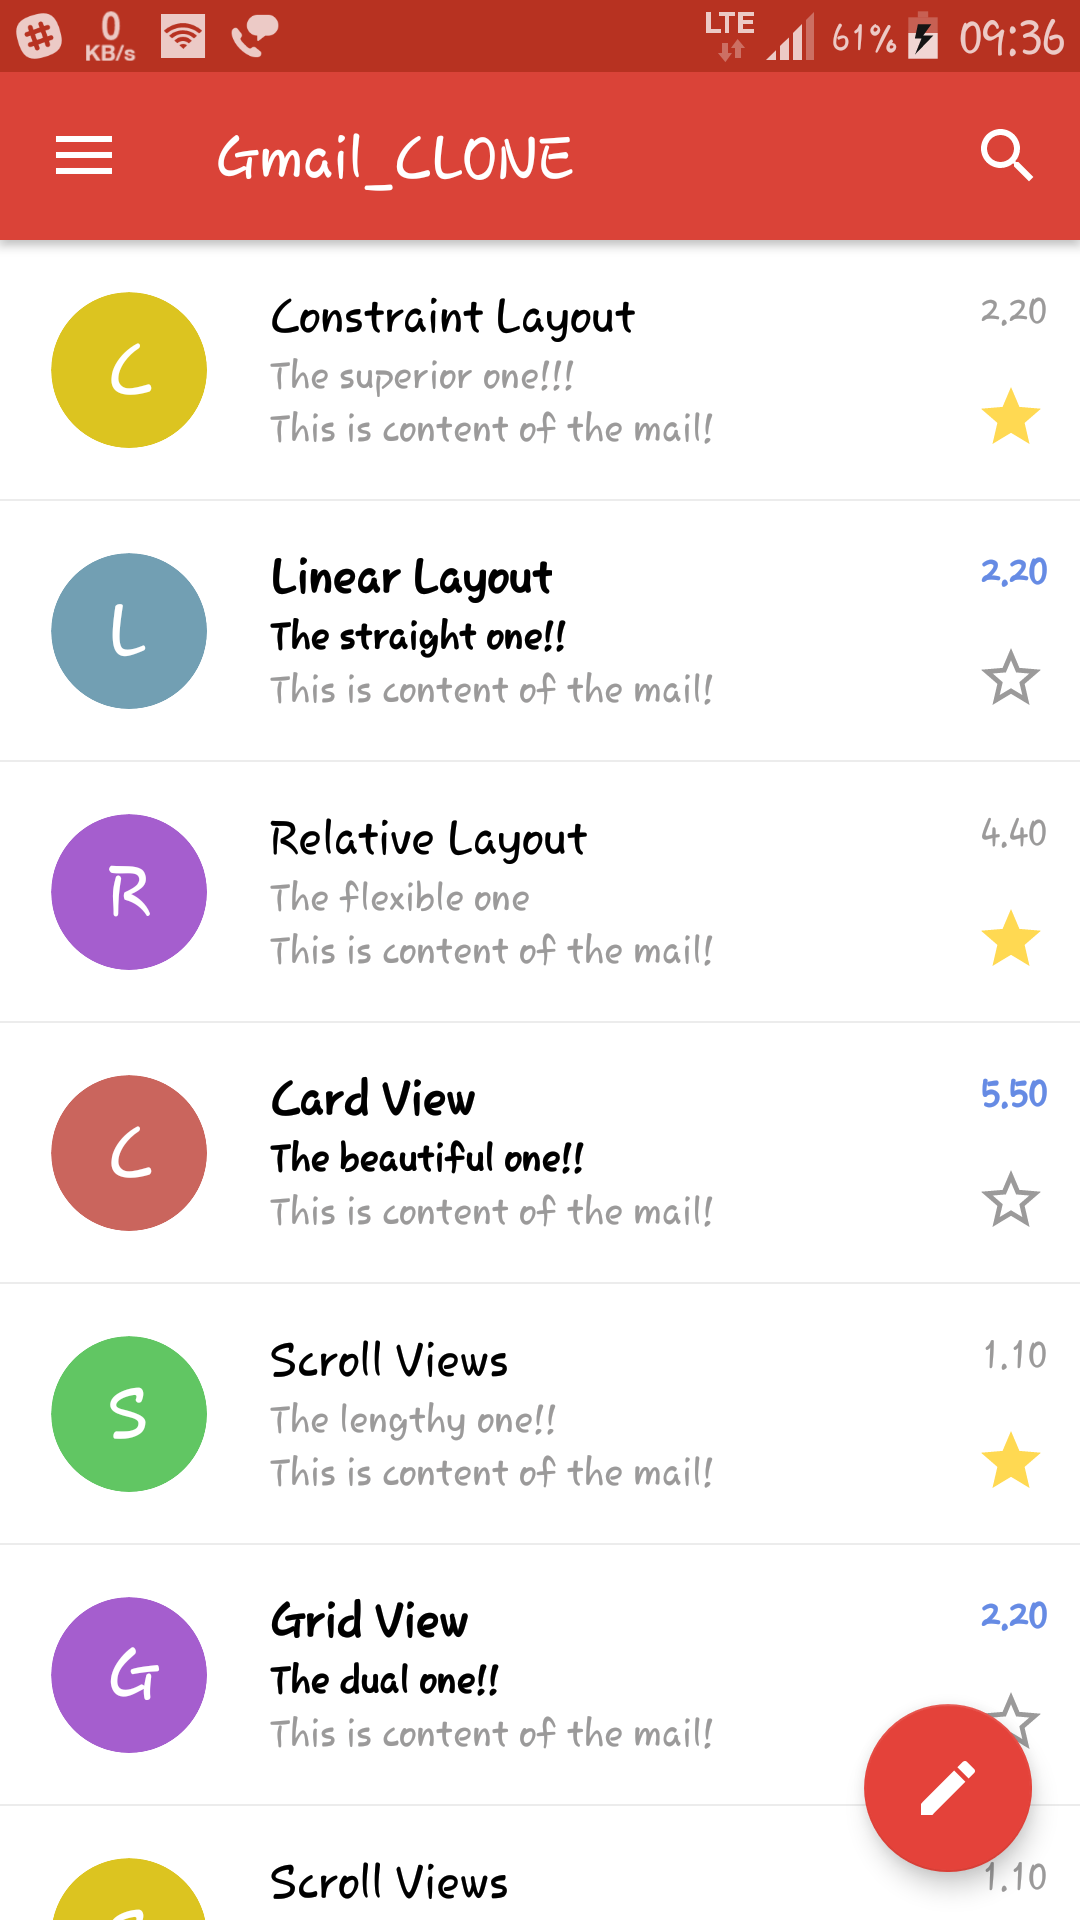 0 KB/s LTE 61% 09:36
Gmail_CLONE
C
Constraint Layout 2.20
The superior one!!!
This is content of the mail!
L
Linear Layout 2.20
The straight one!!
This is content of the mail!
R
Relative Layout 4.40
The flexible one
This is content of the mail!
C
Card View 5.50
The beautiful one!!
This is content of the mail!
S
Scroll Views 1.10
The lengthy one!!
This is content of the mail!
G
Grid View 2.20
The dual one!!
This is content of the mail!
Scroll Views 1.10